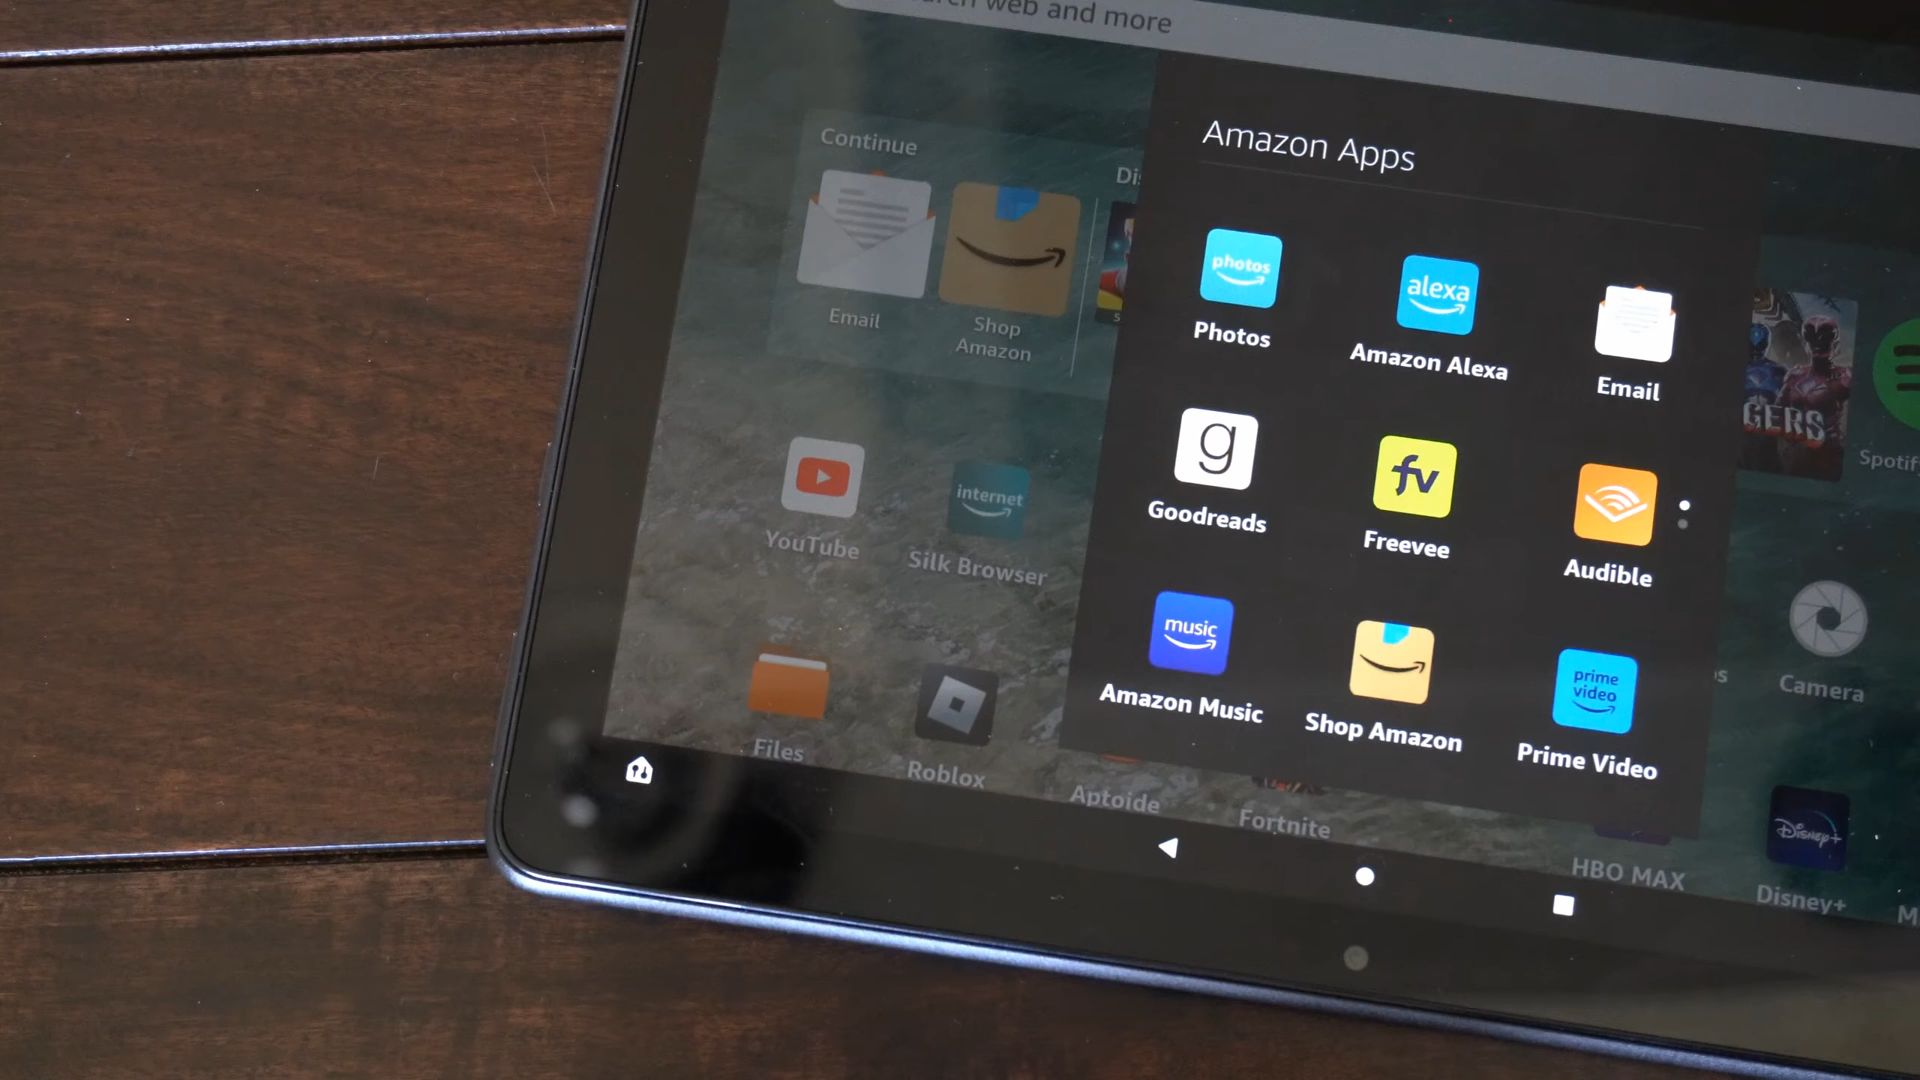 web and more
Continue
Email
Shop
Amazon
YouTube
internet
Silk Browser
Files
Roblox
Amazon Apps
photos
Photos
alexa
Amazon Alexa
Email
g
Goodreads
fv
Freevee
Audible
music
Amazon Music
Shop Amazon
prime
video
Prime Video
GERS
Spotif
Camera
Aptoide
Fortnite
HBO MAX
Disney+
Disney+
M